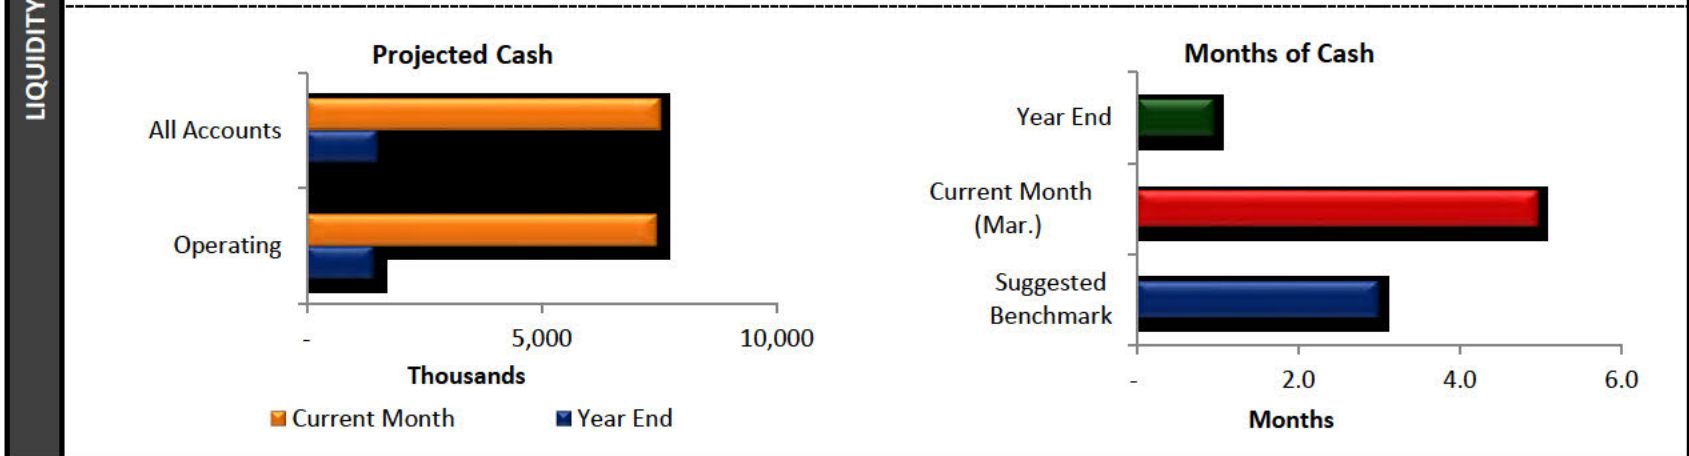 LIQUIDITY
Projected Cash
All Accounts
Operating
-
5,000
10,000
Thousands
Current Month
Year End
Months of Cash
Year End
Current Month
(Mar.)
Suggested
Benchmark
-
2.0
4.0
6.0
Months